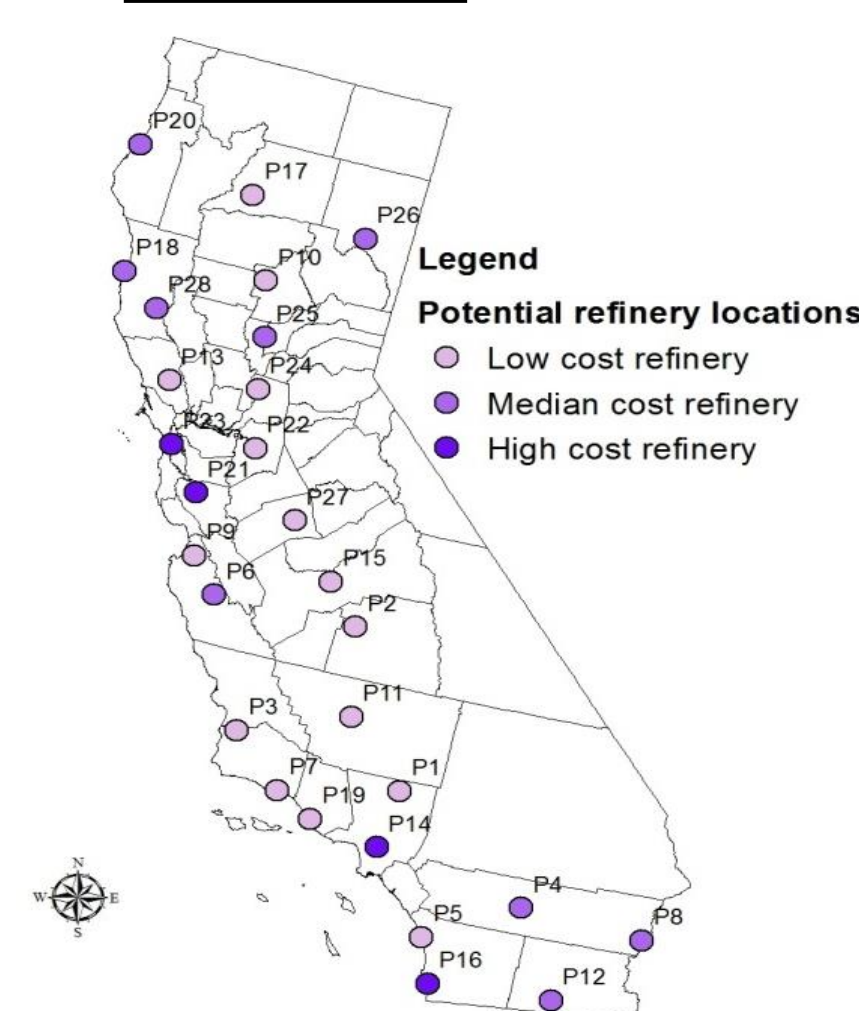 P20
P17
P26
P18
P10
P28
P25
Legend
Potential refinery locations
Low cost refinery
Median cost refinery
High cost refinery
P13
P24
P23
P22
P21
P27
P9
P15
P6
P2
P11
P3
P7
P1
P19
P14
P4
P5
P8
P16
P12
N
W E
S